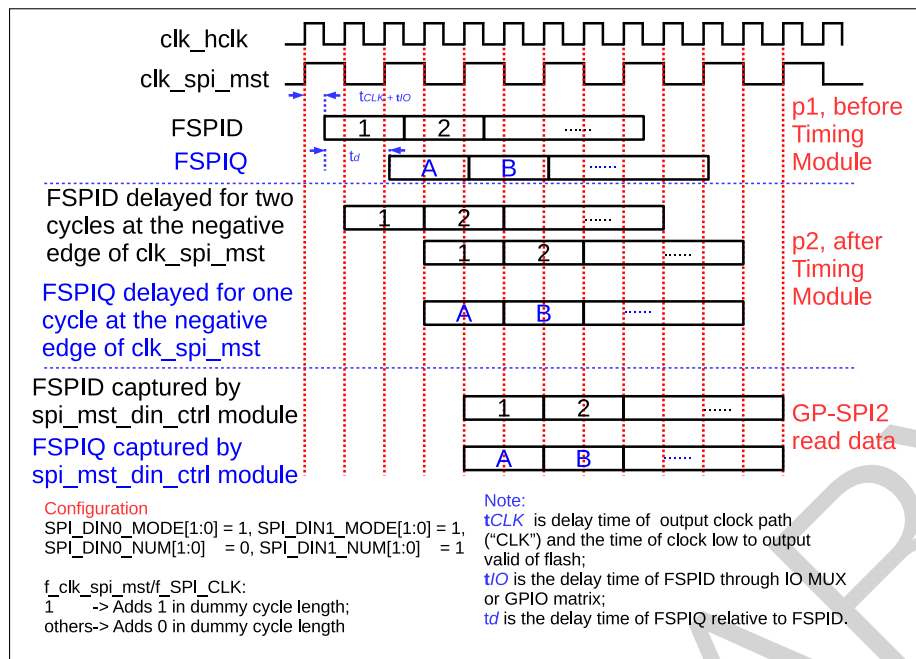 clk_hclk
clk_spi_mst
tCLK + tIO
FSPID
1 2 ......
p1, before
Timing
Module
td
FSPIQ
A B ......
FSPID delayed for two
cycles at the negative
edge of clk_spi_mst
1 2 ......
1 2 ......
p2, after
Timing
Module
FSPIQ delayed for one
cycle at the negative
edge of clk_spi_mst
A B ......
FSPID captured by
spi_mst_din_ctrl module
1 2 ......
GP-SPI2
read data
FSPIQ captured by
spi_mst_din_ctrl module
A B ......
Configuration
SPI_DIN0_MODE[1:0] = 1, SPI_DIN1_MODE[1:0] = 1,
SPI_DIN0_NUM[1:0] = 0, SPI_DIN1_NUM[1:0] = 1
f_clk_spi_mst/f_SPI_CLK:
1 -> Adds 1 in dummy cycle length;
others-> Adds 0 in dummy cycle length
Note:
tCLK is delay time of output clock path
("CLK") and the time of clock low to output
valid of flash;
tIO is the delay time of FSPID through IO MUX
or GPIO matrix;
td is the delay time of FSPIQ relative to FSPID.